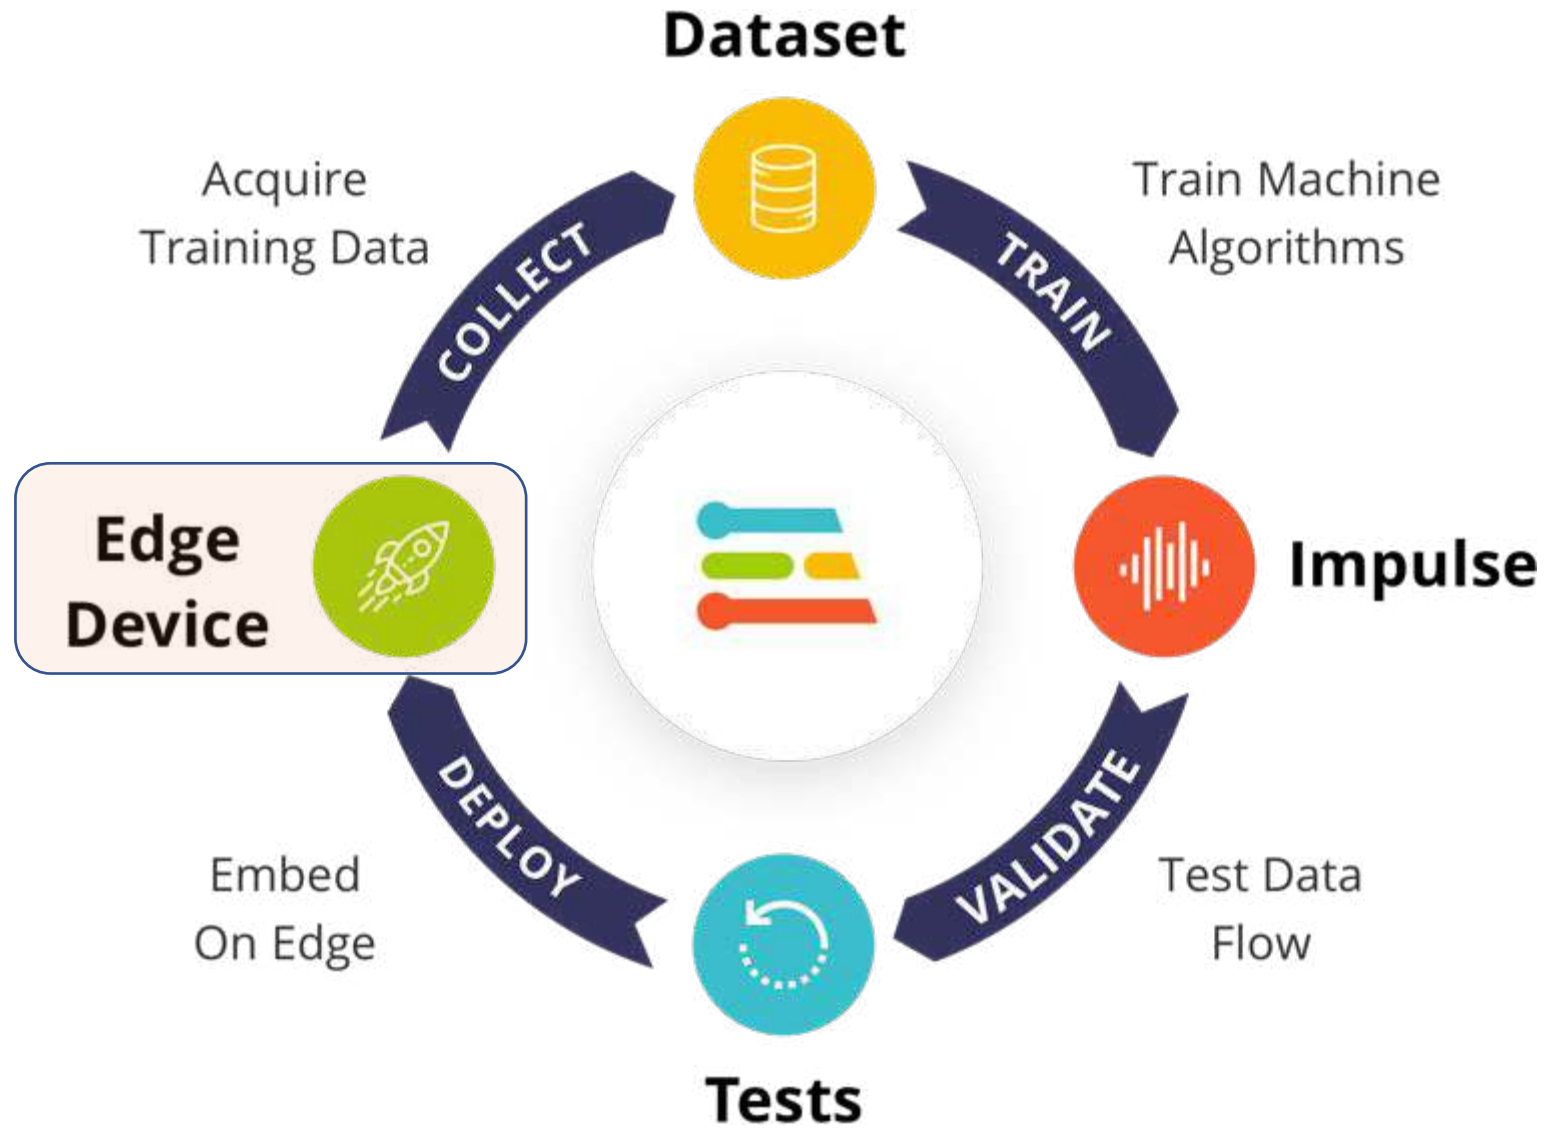 Dataset
Acquire
Training Data
COLLECT
TRAIN
Train Machine
Algorithms
Edge
Device
Impulse
DEPLOY
VALIDATE
Embed
On Edge
Test Data
Flow
Tests